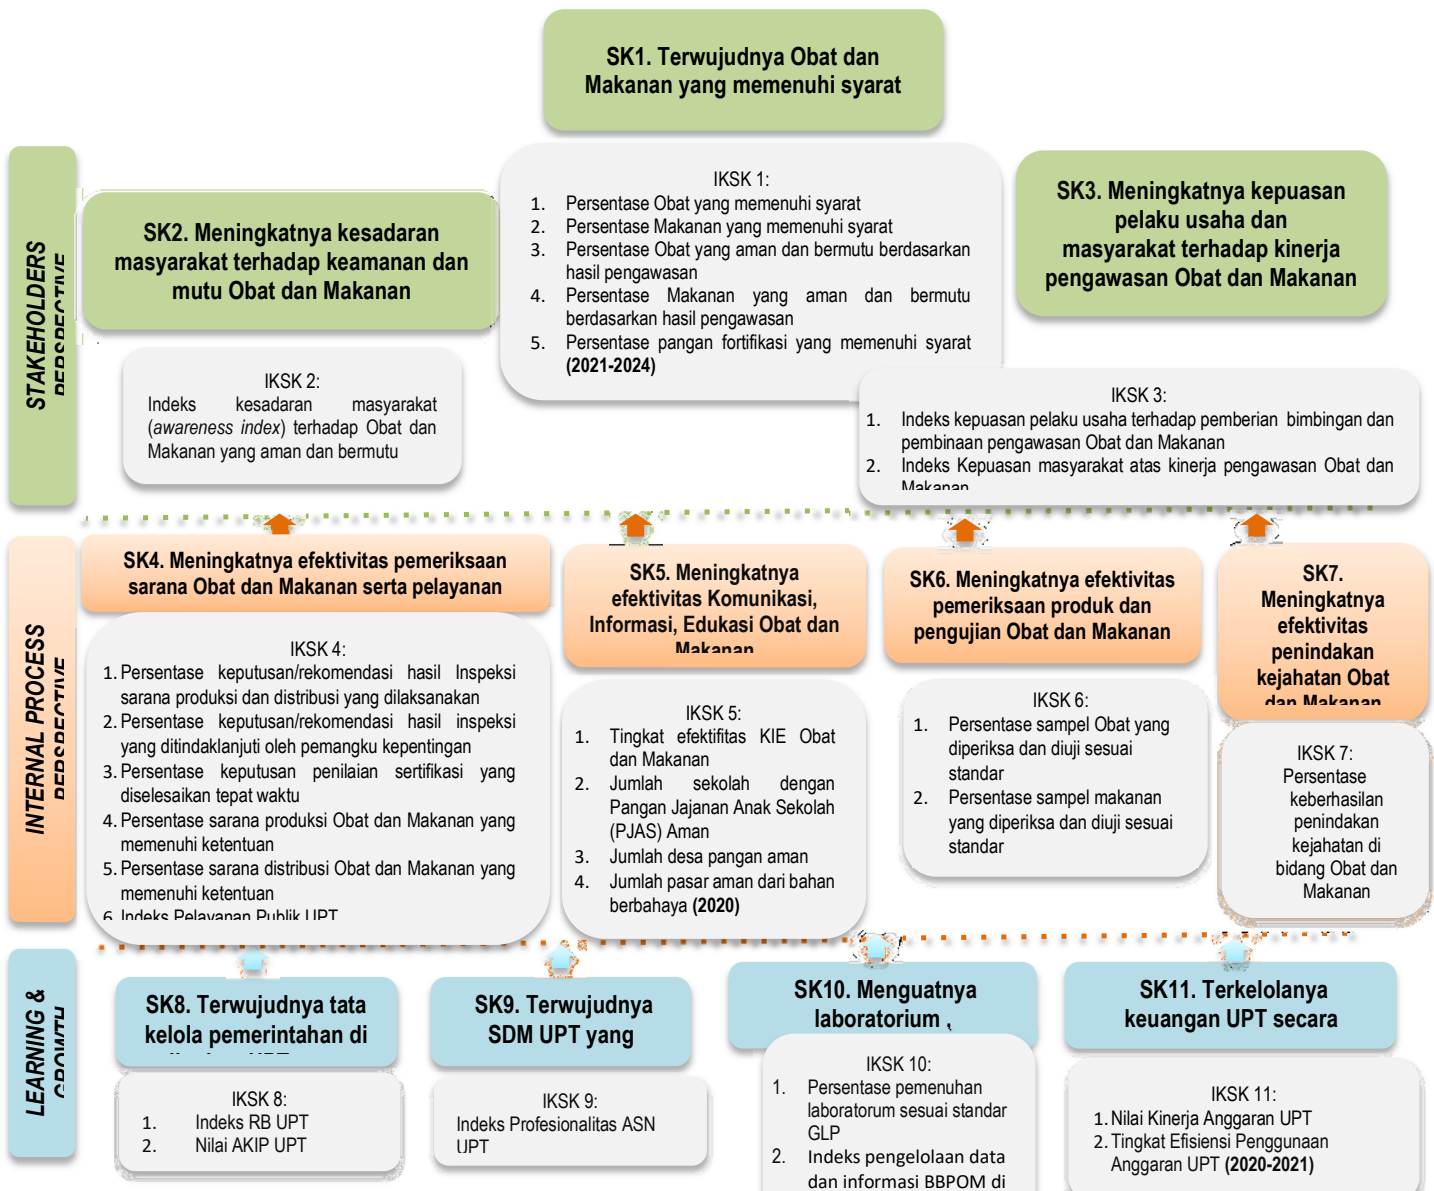 SK1. Terwujudnya Obat dan
Makanan yang memenuhi syarat
STAKEHOLDERS
PERSPECTIVE
SK2. Meningkatnya kesadaran
masyarakat terhadap keamanan dan
mutu Obat dan Makanan
IKSK 1:
1. Persentase Obat yang memenuhi syarat
2. Persentase Makanan yang memenuhi syarat
3. Persentase Obat yang aman dan bermutu berdasarkan
hasil pengawasan
4. Persentase Makanan yang aman dan bermutu
berdasarkan hasil pengawasan
5. Persentase pangan fortifikasi yang memenuhi syarat
(2021-2024)
SK3. Meningkatnya kepuasan
pelaku usaha dan
masyarakat terhadap kinerja
pengawasan Obat dan Makanan
IKSK 2:
Indeks kesadaran masyarakat
(awareness index) terhadap Obat dan
Makanan yang aman dan bermutu
IKSK 3:
1. Indeks kepuasan pelaku usaha terhadap pemberian bimbingan dan
pembinaan pengawasan Obat dan Makanan
2. Indeks Kepuasan masyarakat atas kinerja pengawasan Obat dan
Makanan
INTERNAL PROCESS
PERSPECTIVE
SK4. Meningkatnya efektivitas pemeriksaan
sarana Obat dan Makanan serta pelayanan
IKSK 4:
1. Persentase keputusan/rekomendasi hasil Inspeksi
sarana produksi dan distribusi yang dilaksanakan
2. Persentase keputusan/rekomendasi hasil inspeksi
yang ditindaklanjuti oleh pemangku kepentingan
3. Persentase keputusan penilaian sertifikasi yang
diselesaikan tepat waktu
4. Persentase sarana produksi Obat dan Makanan yang
memenuhi ketentuan
5. Persentase sarana distribusi Obat dan Makanan yang
memenuhi ketentuan
6. Indeks Pelayanan Publik UPT
SK5. Meningkatnya
efektivitas Komunikasi,
Informasi, Edukasi Obat dan
Makanan
IKSK 5:
1. Tingkat efektifitas KIE Obat
dan Makanan
2. Jumlah sekolah dengan
Pangan Jajanan Anak Sekolah
(PJAS) Aman
3. Jumlah desa pangan aman
4. Jumlah pasar aman dari bahan
berbahaya (2020)
SK6. Meningkatnya efektivitas
pemeriksaan produk dan
pengujian Obat dan Makanan
IKSK 6:
1. Persentase sampel Obat yang
diperiksa dan diuji sesuai
standar
2. Persentase sampel makanan
yang diperiksa dan diuji sesuai
standar
SK7.
Meningkatnya
efektivitas
penindakan
kejahatan Obat
dan Makanan
IKSK 7:
Persentase
keberhasilan
penindakan
kejahatan di
bidang Obat dan
Makanan
LEARNING &
GROWTH
SK8. Terwujudnya tata
kelola pemerintahan di
UPT
IKSK 8:
1. Indeks RB UPT
2. Nilai AKIP UPT
SK9. Terwujudnya
SDM UPT yang
IKSK 9:
Indeks Profesionalitas ASN
UPT
SK10. Menguatnya
laboratorium ,
IKSK 10:
1. Persentase pemenuhan
laboratorum sesuai standar
GLP
2. Indeks pengelolaan data
dan informasi BBPOM di
SK11. Terkelolanya
keuangan UPT secara
IKSK 11:
1. Nilai Kinerja Anggaran UPT
2. Tingkat Efisiensi Penggunaan
Anggaran UPT (2020-2021)